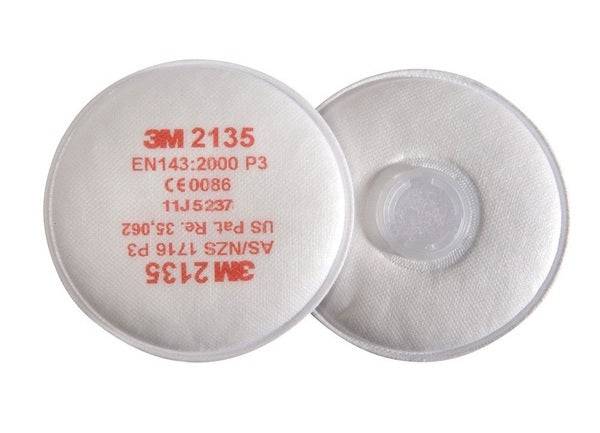 3M 2135
EN143:2000 P3
CE 0086
11J5237
3M 2135
AS/NZS 1716 P3
US Pat. Re. 35,062